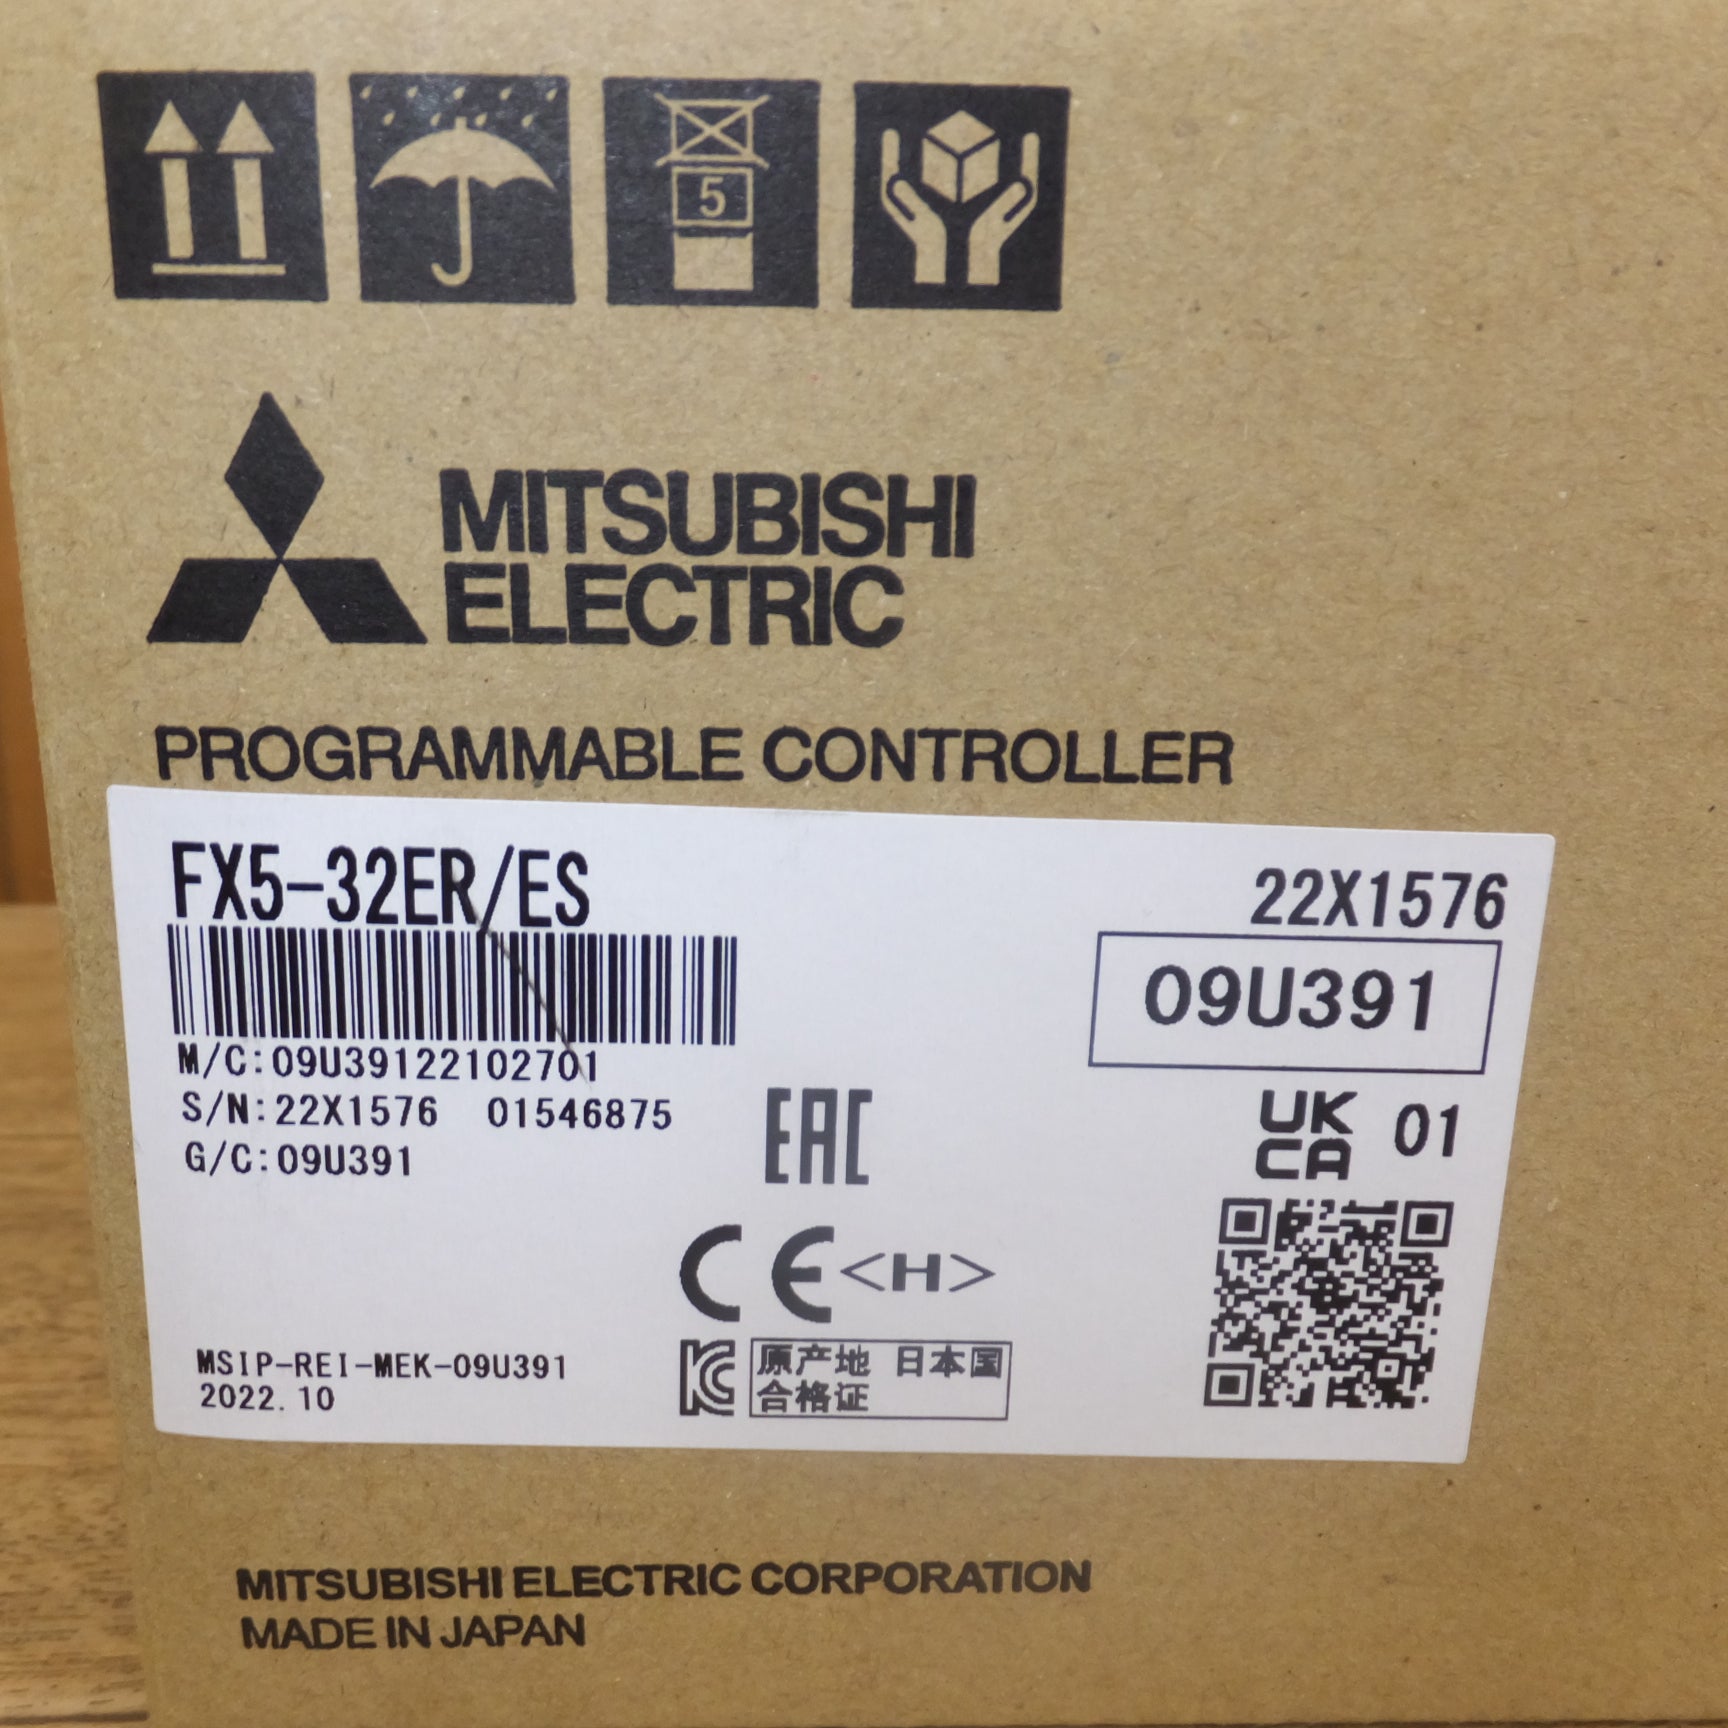 5
MITSUBISHI
ELECTRIC
PROGRAMMABLE CONTROLLER
FX5-32ER/ES
22X1576
09U391
M/C:09U39122102701
S/N:22X1576 01546875
G/C:09U391
EAC
UK
CA 01
CE<H>
MSIP-REI-MEK-09U391
2022.10
KC
原产地 日本国
合格证
MITSUBISHI ELECTRIC CORPORATION
MADE IN JAPAN